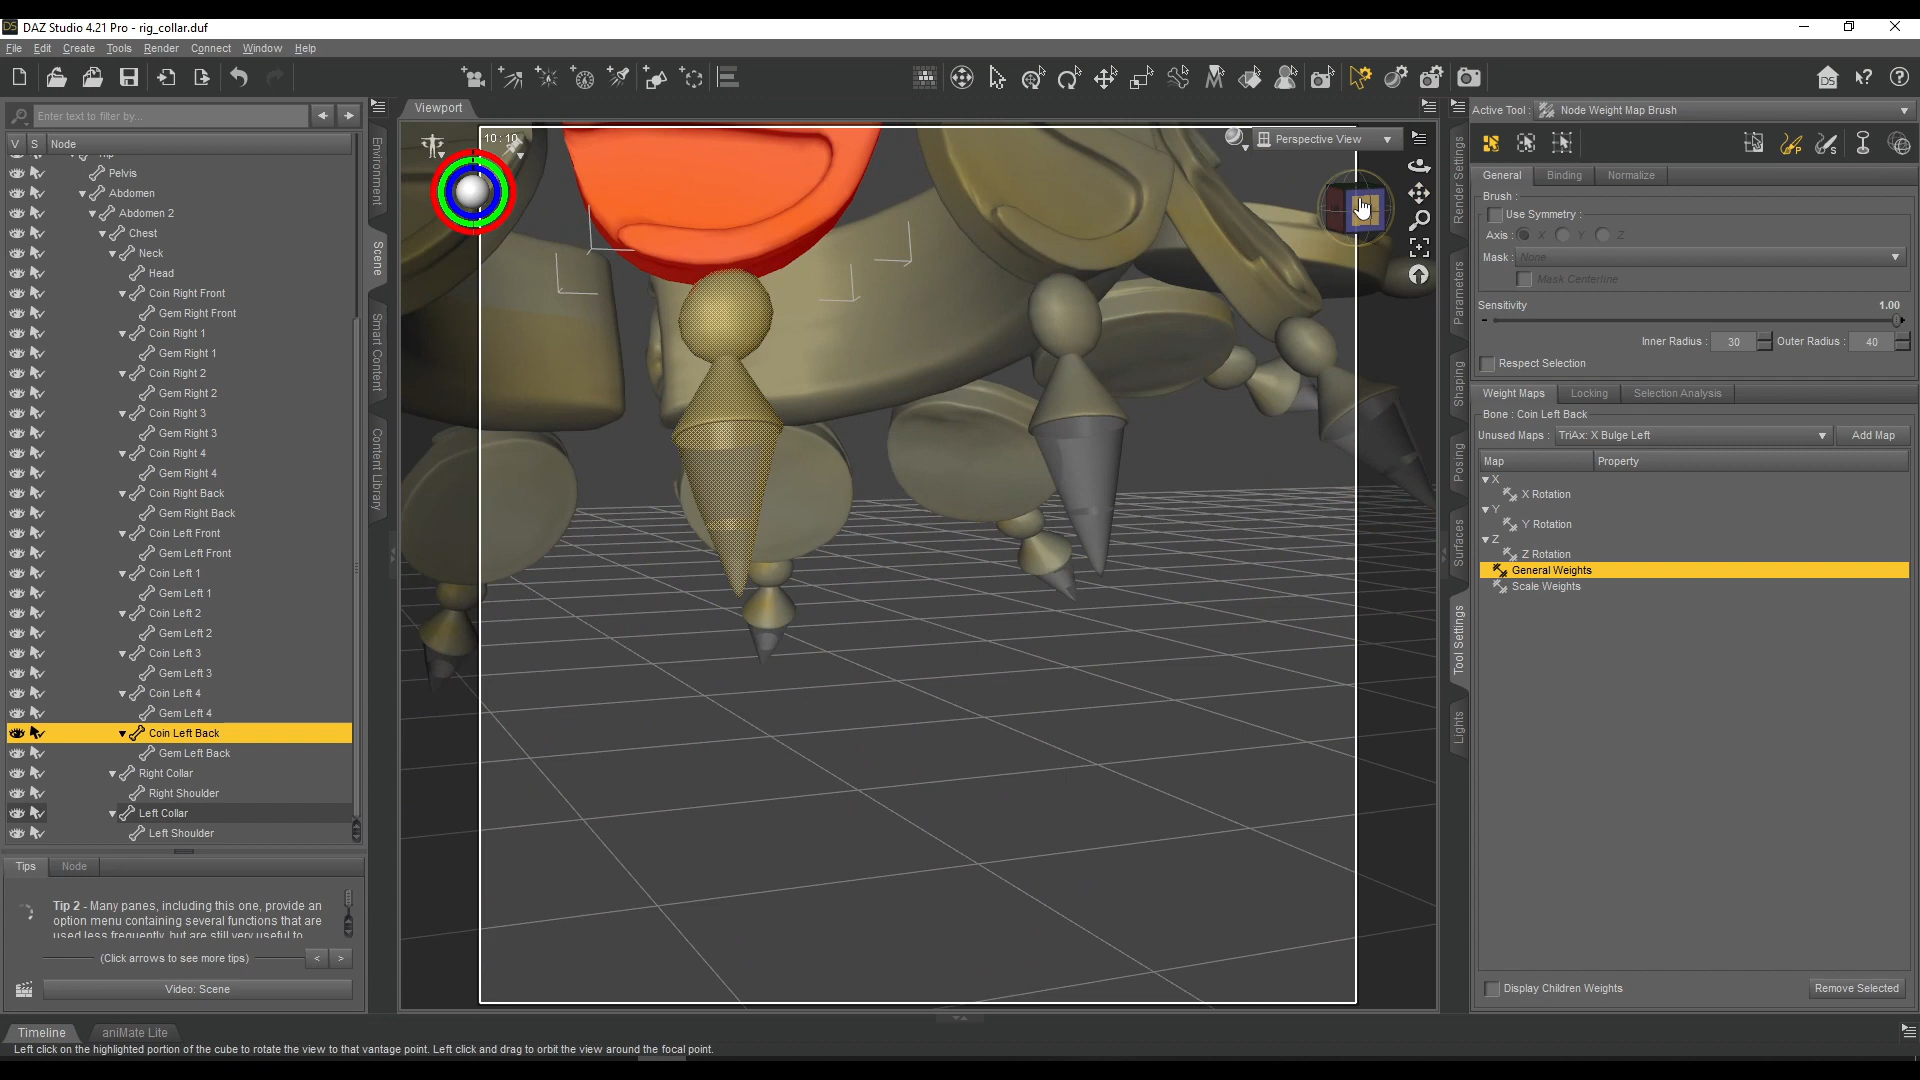 DAZ Studio 4.21 Pro - rig_collar.duf
File Edit Create Tools Render Connect Window Help
Enter text to filter by...
V S Node
Pelvis
Abdomen
Abdomen 2
Chest
Neck
Head
Coin Right Front
Gem Right Front
Coin Right 1
Gem Right 1
Coin Right 2
Gem Right 2
Coin Right 3
Gem Right 3
Coin Right 4
Gem Right 4
Coin Right Back
Gem Right Back
Coin Left Front
Gem Left Front
Coin Left 1
Gem Left 1
Coin Left 2
Gem Left 2
Coin Left 3
Gem Left 3
Coin Left 4
Gem Left 4
Coin Left Back
Gem Left Back
Right Collar
Right Shoulder
Left Collar
Left Shoulder
Tips Node
Tip 2 - Many panes, including this one, provide an
option menu containing several functions that are
used less frequently, but are still very useful to
(Click arrows to see more tips) < >
Video: Scene
Environment
Scene
Smart Content
Content Library
Viewport
10 : 10
Perspective View
Render Settings
Parameters
Shaping
Posing
Surfaces
Tool Settings
Lights
Active Tool : Node Weight Map Brush
General Binding Normalize
Brush :
Use Symmetry :
Axis : X Y Z
Mask : None
Mask Centerline
Sensitivity 1.00
Inner Radius : 30 Outer Radius : 40
Respect Selection
Weight Maps Locking Selection Analysis
Bone : Coin Left Back
Unused Maps : TriAx: X Bulge Left Add Map
Map Property
X
X Rotation
Y
Y Rotation
Z
Z Rotation
General Weights
Scale Weights
Display Children Weights Remove Selected
Timeline aniMate Lite
Left click on the highlighted portion of the cube to rotate the view to that vantage point. Left click and drag to orbit the view around the focal point.